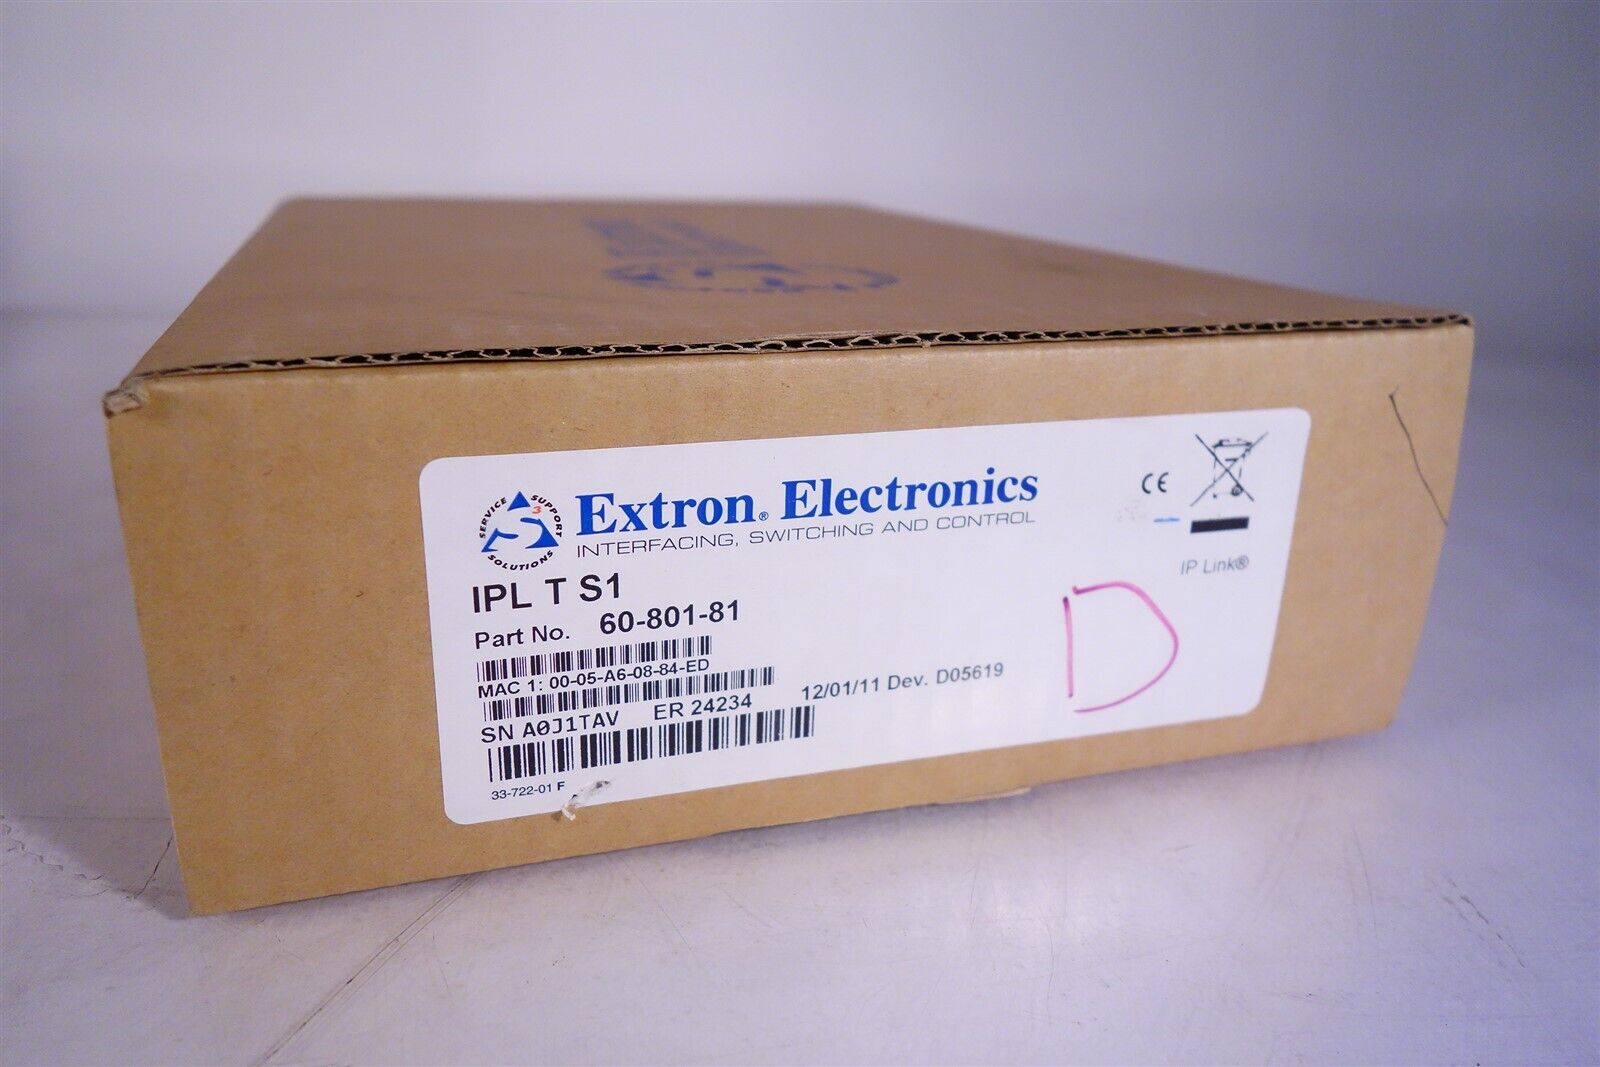 SERVICE SUPPORT SOLUTIONS
S3
Extron® Electronics
INTERFACING, SWITCHING AND CONTROL
CE
IP Link®
IPL T S1
Part No. 60-801-81
MAC 1: 00-05-A6-08-84-ED
SN A0J1TAV ER 24234 12/01/11 Dev. D05619
33-722-01 F
D